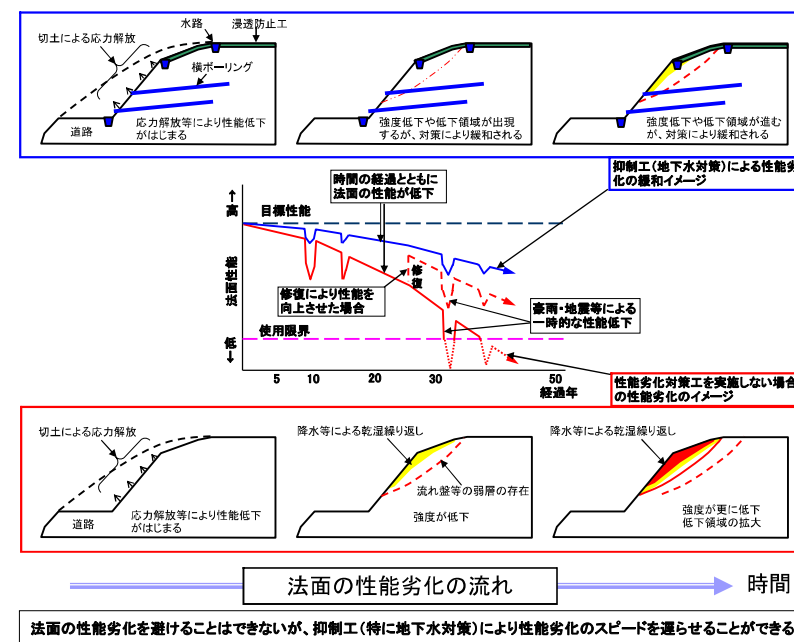 水路
浸透防止工
切土による応力解放
横ボーリング
道路
応力解放等により性能低下
がはじまる
強度低下や低下領域が出現
するが、対策により緩和される
強度低下や低下領域が進む
が、対策により緩和される
抑制工(地下水対策)による性能劣
化の緩和イメージ
時間の経過とともに
法面の性能が低下
↑
高
目標性能
法面性能
修復
修復により性能を
向上させた場合
豪雨・地震等による
一時的な性能低下
使用限界
低
↓
5 10 20 30 50
経過年
性能劣化対策工を実施しない場合
の性能劣化のイメージ
切土による応力解放
道路
応力解放等により性能低下
がはじまる
降水等による乾湿繰り返し
流れ盤等の弱層の存在
強度が低下
降水等による乾湿繰り返し
強度が更に低下
低下領域の拡大
法面の性能劣化の流れ
時間
法面の性能劣化を避けることはできないが、抑制工(特に地下水対策)により性能劣化のスピードを遅らせることができる